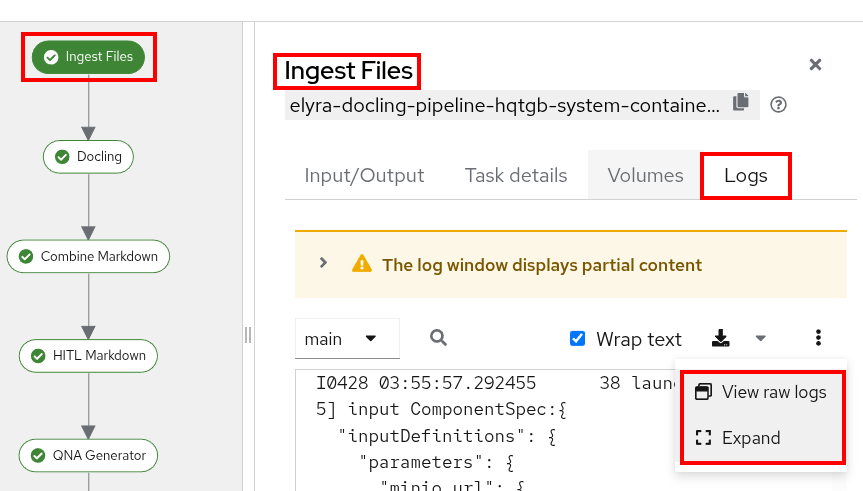 Ingest Files
Docling
Combine Markdown
HITL Markdown
QNA Generator
Ingest Files
elyra-docling-pipeline-hqtgb-system-containe...
Input/Output Task details Volumes Logs
The log window displays partial content
main Wrap text
I0428 03:55:57.292455 38 laun
5] input ComponentSpec:{
"inputDefinitions": {
"parameters": {
"minio_url": {
View raw logs
Expand